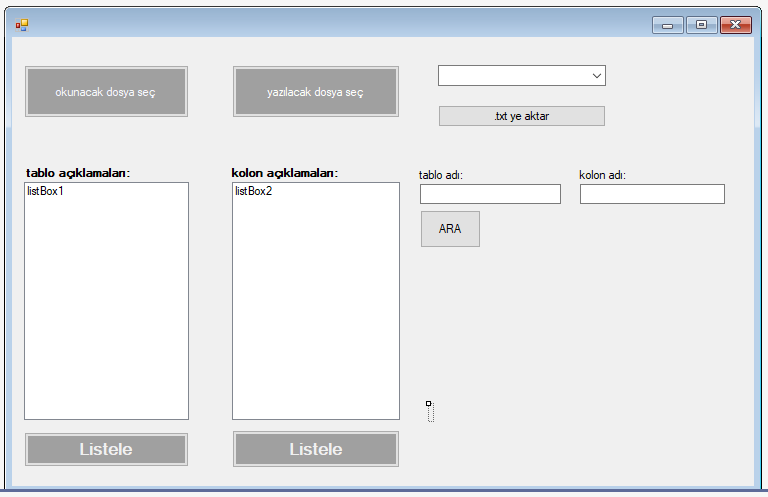 okunacak dosya seç
yazılacak dosya seç
.txt ye aktar
tablo açıklamaları:
kolon açıklamaları:
tablo adı:
kolon adı:
listBox1
listBox2
ARA
Listele
Listele